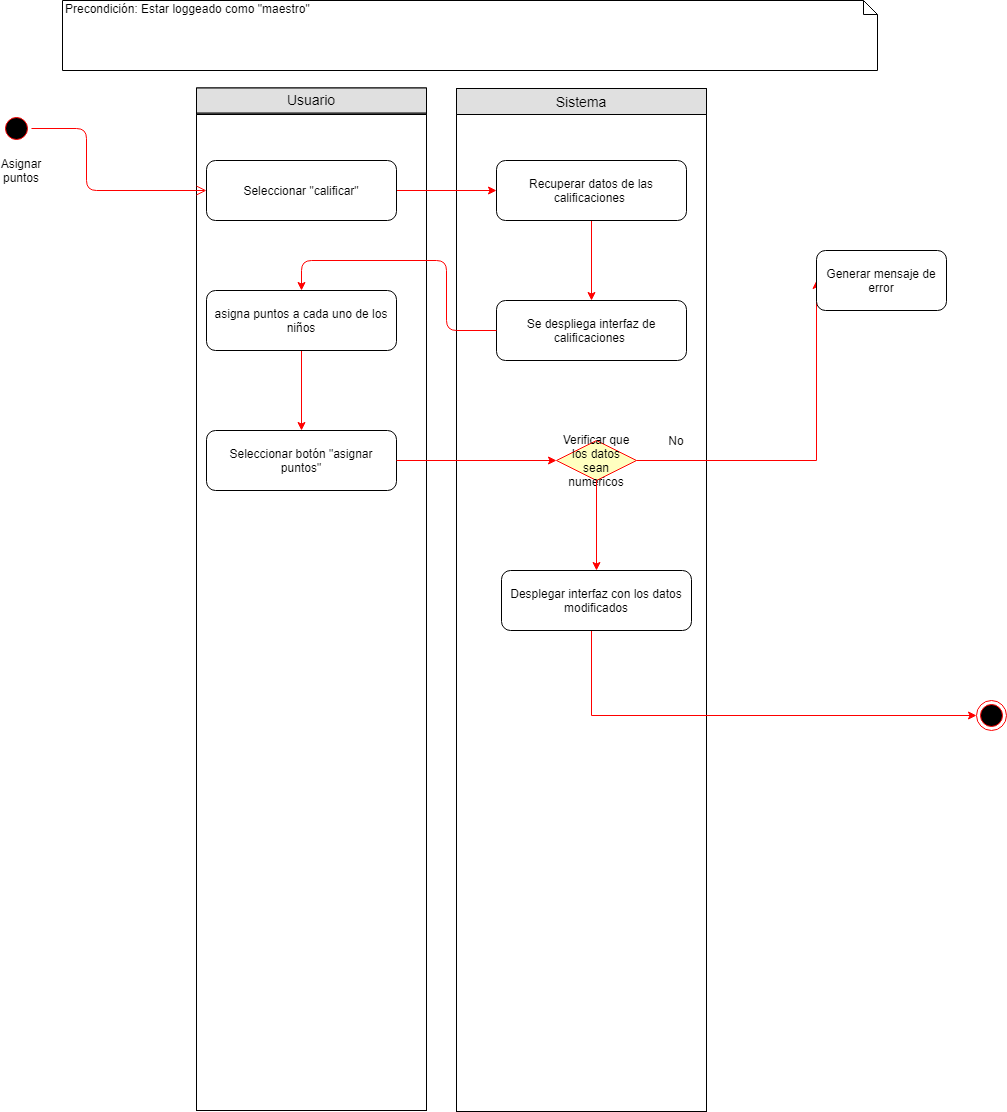 Precondición: Estar loggeado como "maestro"
Usuario
Sistema
Asignar
puntos
Seleccionar "calificar"
Recuperar datos de las
calificaciones
Generar mensaje de
error
asigna puntos a cada uno de los
niños
Se despliega interfaz de
calificaciones
Seleccionar botón "asignar
puntos"
Verificar que
los datos
sean
numericos
No
Desplegar interfaz con los datos
modificados